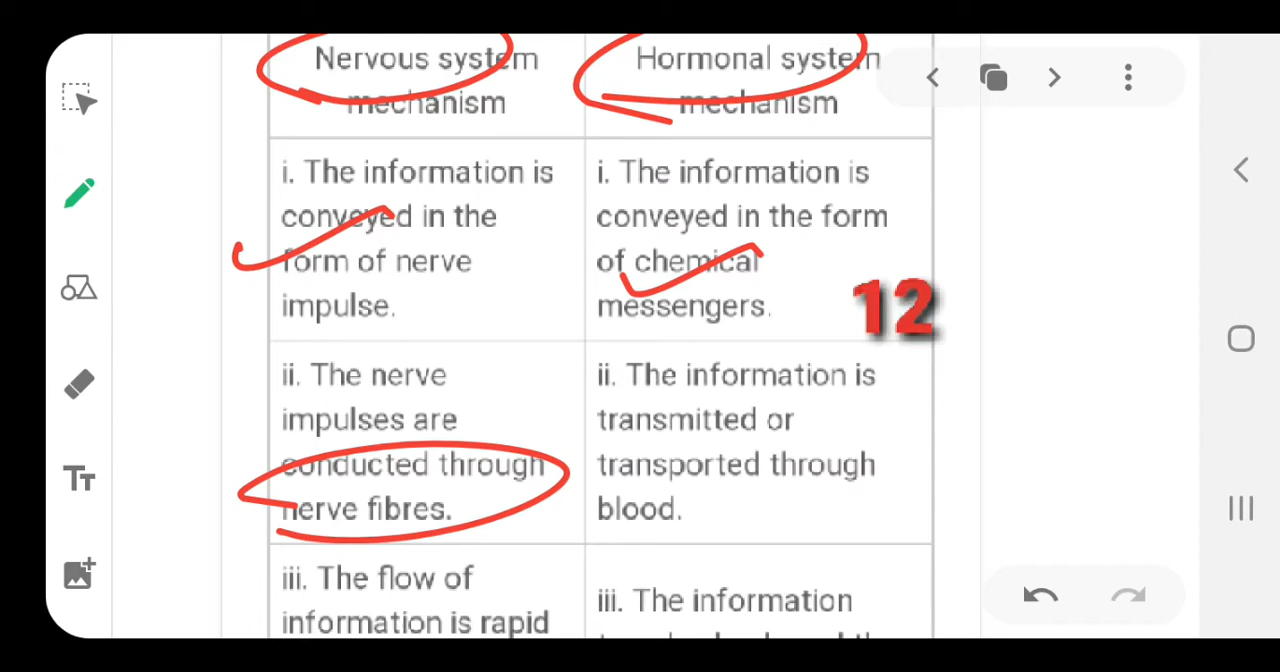 Nervous system
mechanism
Hormonal system
mechanism
i. The information is
conveyed in the
form of nerve
impulse.
i. The information is
conveyed in the form
of chemical
messengers.
12
ii. The nerve
impulses are
conducted through
nerve fibres.
ii. The information is
transmitted or
transported through
blood.
iii. The flow of
information is rapid
iii. The information
TT